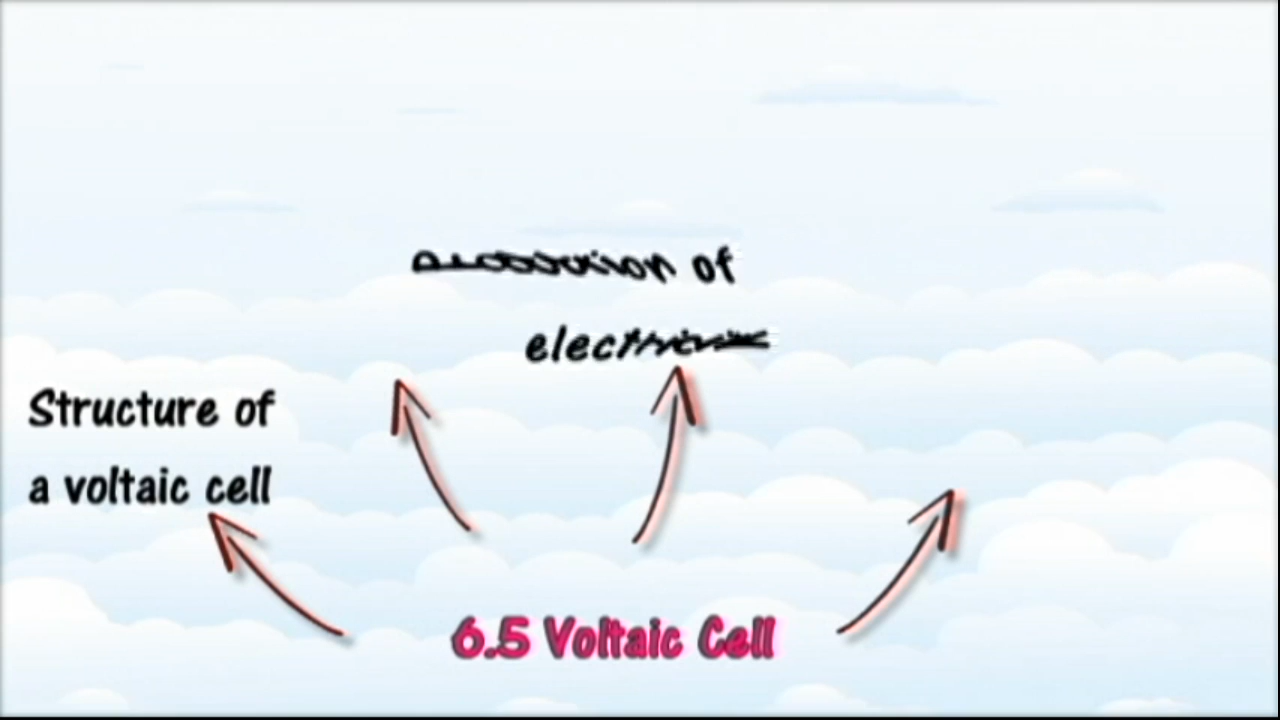 of
Structure of
a voltaic cell
6.5 Voltaic Cell